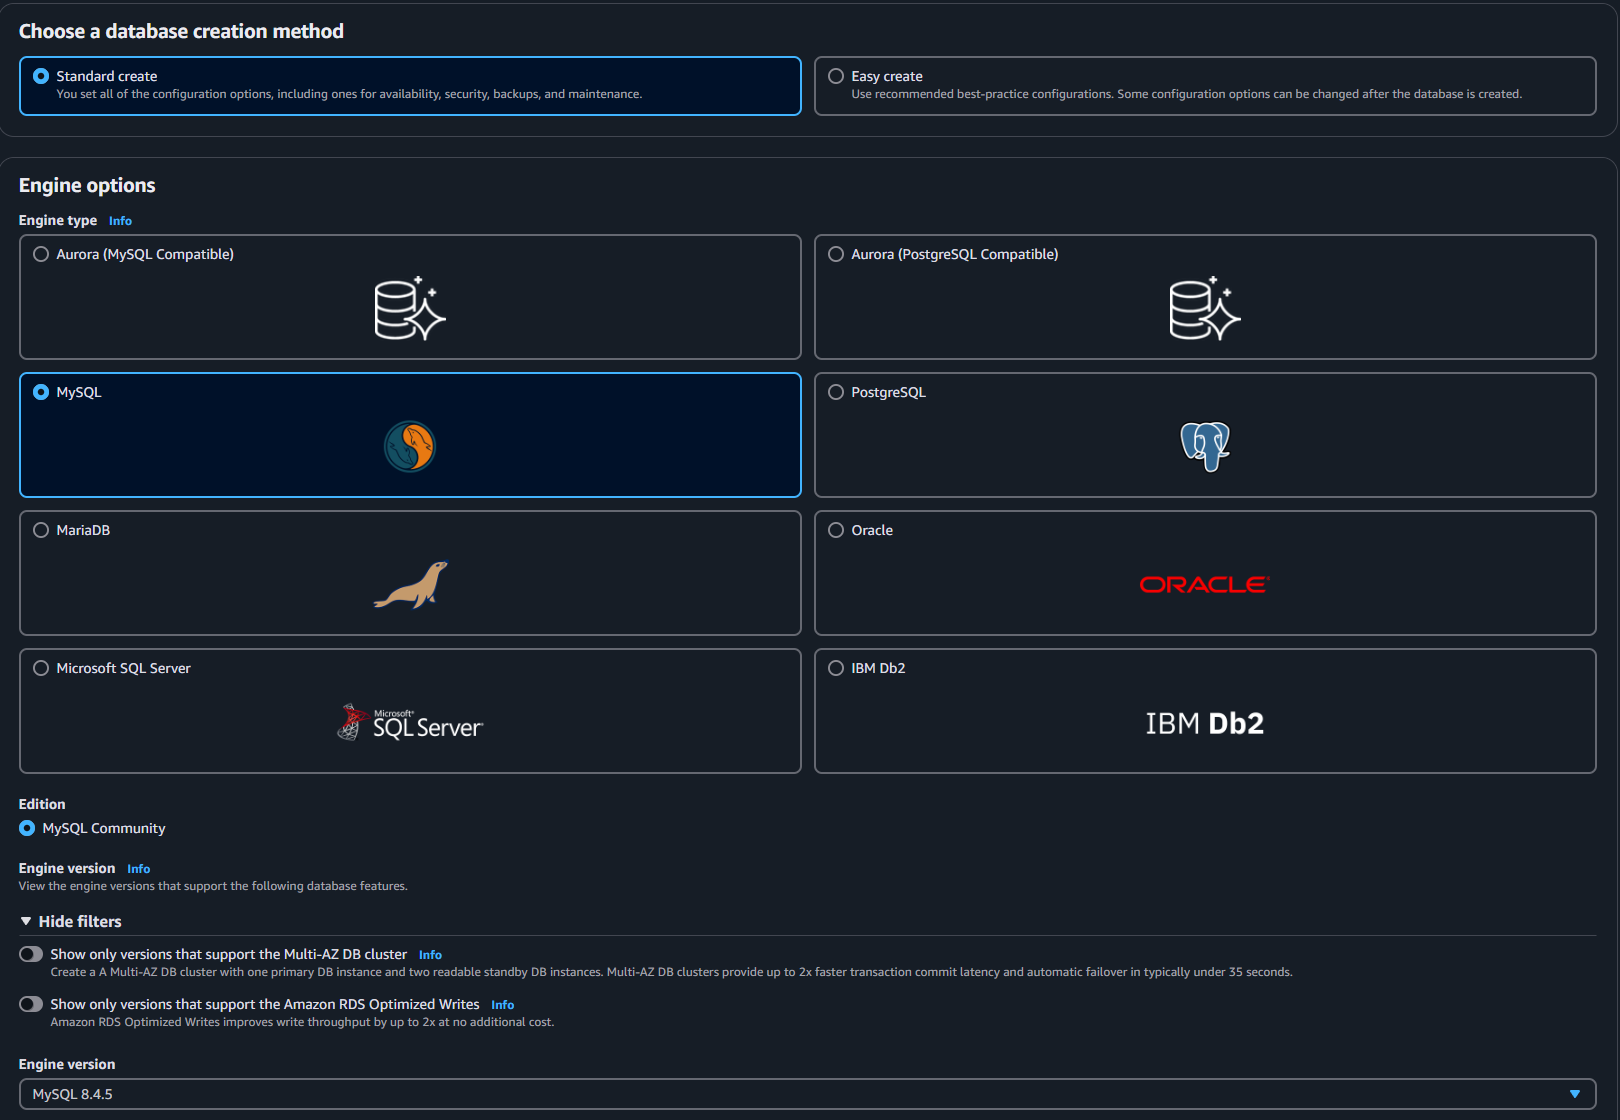 Choose a database creation method
Standard create
You set all of the configuration options, including ones for availability, security, backups, and maintenance.
Easy create
Use recommended best-practice configurations. Some configuration options can be changed after the database is created.
Engine options
Engine type Info
Aurora (MySQL Compatible)
Aurora (PostgreSQL Compatible)
MySQL
PostgreSQL
MariaDB
Oracle
ORACLE
Microsoft SQL Server
Microsoft®
SQL Server
IBM Db2
IBM Db2
Edition
MySQL Community
Engine version Info
View the engine versions that support the following database features.
Hide filters
Show only versions that support the Multi-AZ DB cluster Info
Create a A Multi-AZ DB cluster with one primary DB instance and two readable standby DB instances. Multi-AZ DB clusters provide up to 2x faster transaction commit latency and automatic failover in typically under 35 seconds.
Show only versions that support the Amazon RDS Optimized Writes Info
Amazon RDS Optimized Writes improves write throughput by up to 2x at no additional cost.
Engine version
MySQL 8.4.5